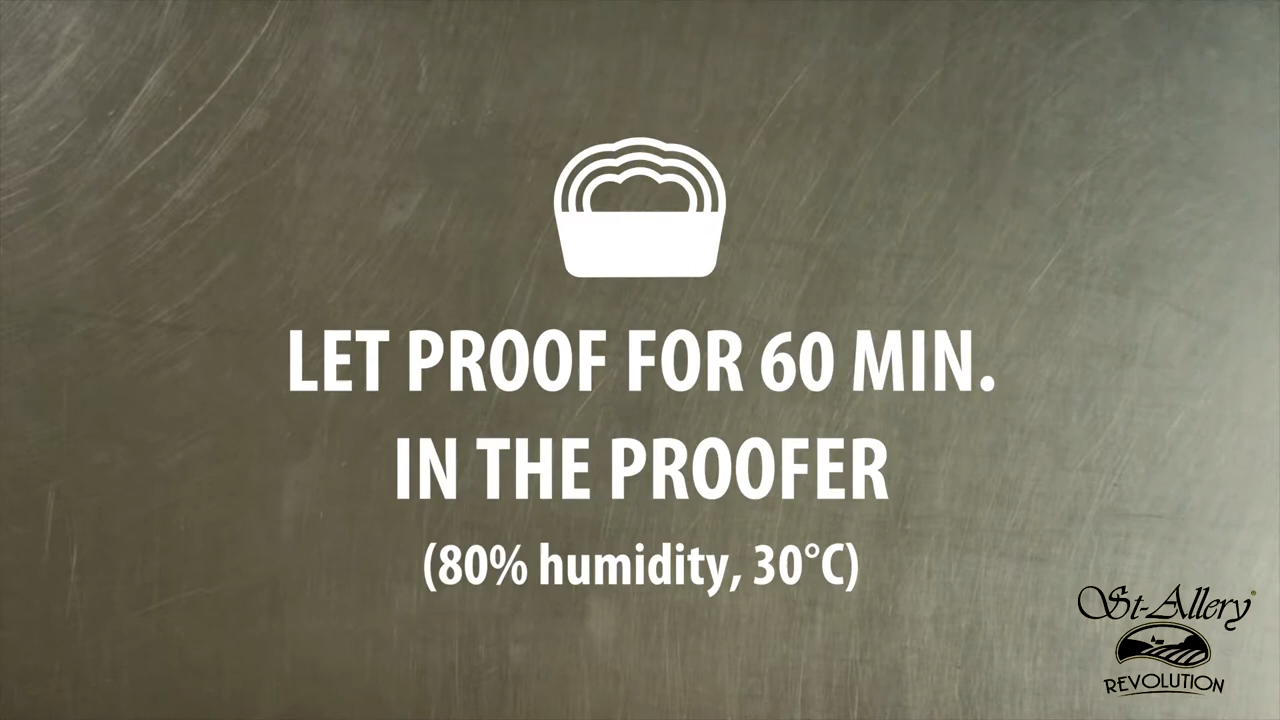 LET PROOF FOR 60 MIN.
IN THE PROOFER
(80% humidity, 30°C)
St-Allery
REVOLUTION